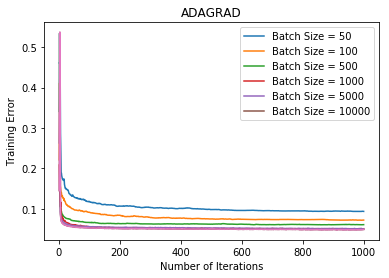 ADAGRAD
Batch Size = 50
Batch Size = 100
Batch Size = 500
Batch Size = 1000
Batch Size = 5000
Batch Size = 10000
Training Error
0.5
0.4
0.3
0.2
0.1
0
200
400
600
800
1000
Number of Iterations